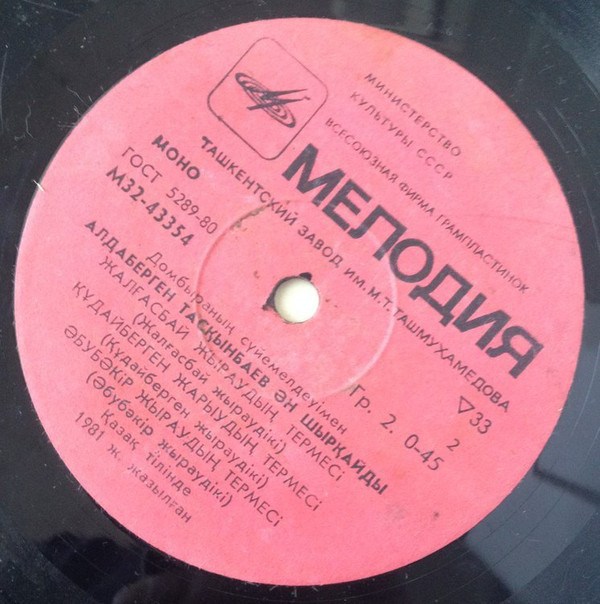 МИНИСТЕРСТВО
КУЛЬТУРЫ СССР
ВСЕСОЮЗНАЯ ФИРМА ГРАМПЛАСТИНОК
МЕЛОДИЯ
ТАШКЕНТСКИЙ ЗАВОД ИМ. М.Т. ТАШМУХАМЕДОВА
МОНО
ГОСТ 5289-80
М32-43354
▽33
2
Гр. 2. 0-45
Домбыраның сүйемелдеуімен
АЛДАБЕРГЕН ТАСҚЫНБАЕВ ӘН ШЫРҚАЙДЫ
ЖАЛҒАСБАЙ ЖЫРАУДЫҢ ТЕРМЕСІ
(Жалғасбай жыраудікі)
ҚҰДАЙБЕРГЕН ЖАРЫУДЫҢ ТЕРМЕСІ
(Құдайберген жыраудікі)
ӘБУБӘКІР ЖЫРАУДЫҢ ТЕРМЕСІ
(Әбубәкір жыраудікі)
Қазақ тілінде
1981 ж. жазылған